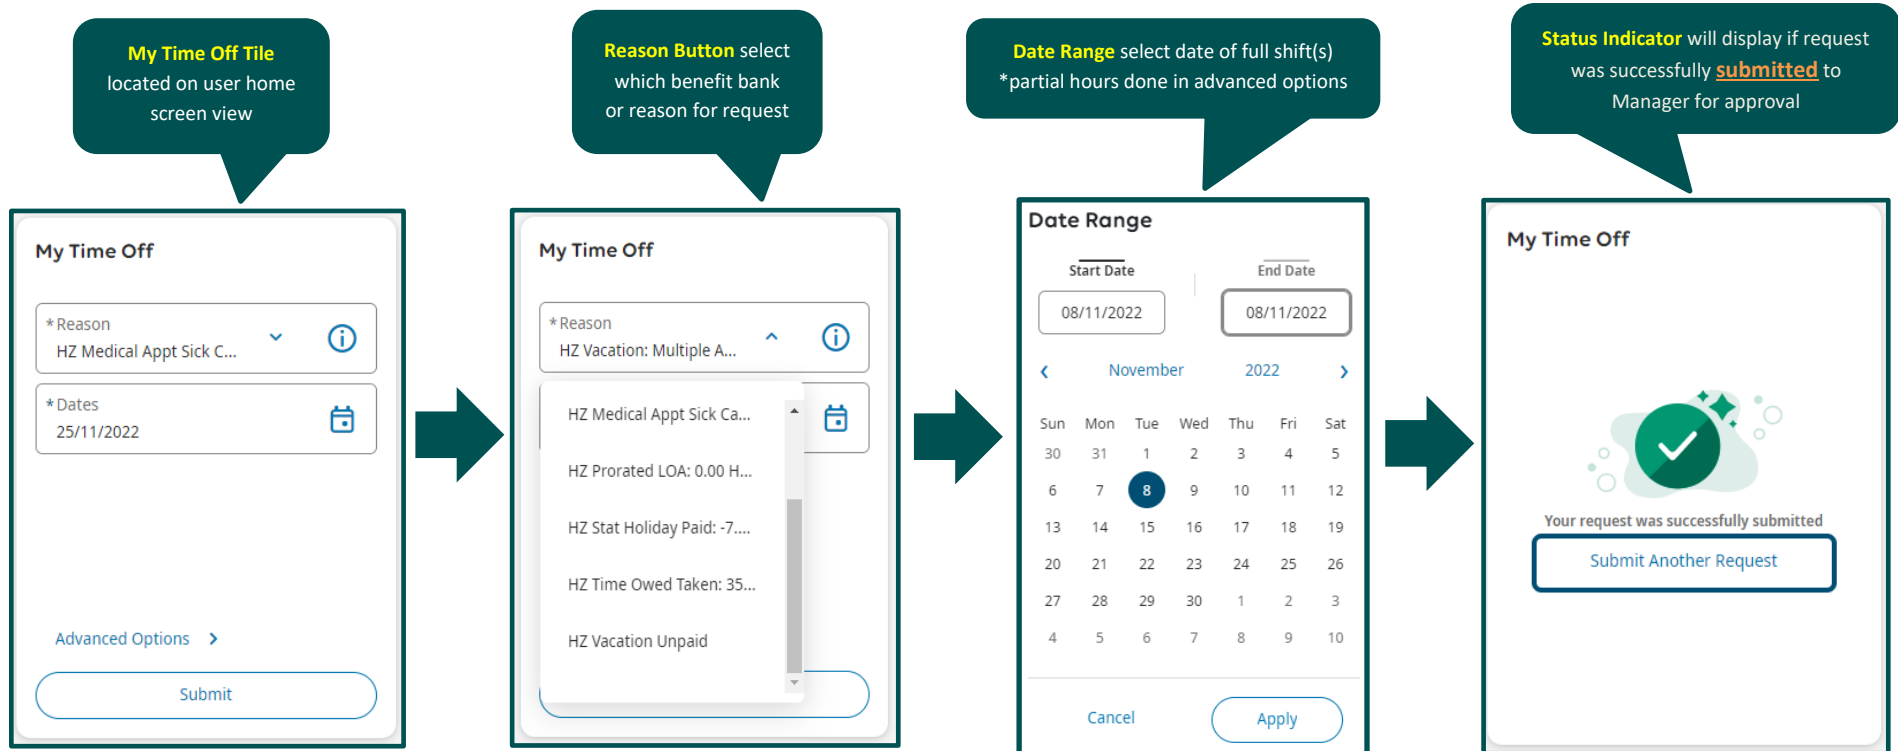 My Time Off Tile
located on user home
screen view
Reason Button select
which benefit bank
or reason for request
Date Range select date of full shift(s)
*partial hours done in advanced options
Status Indicator will display if request
was successfully submitted to
Manager for approval
My Time Off
* Reason
HZ Medical Appt Sick C...
* Dates
25/11/2022
Advanced Options
Submit
My Time Off
* Reason
HZ Vacation: Multiple A...
HZ Medical Appt Sick Ca...
HZ Prorated LOA: 0.00 H...
HZ Stat Holiday Paid: -7....
HZ Time Owed Taken: 35...
HZ Vacation Unpaid
Date Range
Start Date End Date
08/11/2022 08/11/2022
November 2022
Sun Mon Tue Wed Thu Fri Sat
30 31 1 2 3 4 5
6 7 8 9 10 11 12
13 14 15 16 17 18 19
20 21 22 23 24 25 26
27 28 29 30 1 2 3
4 5 6 7 8 9 10
Cancel Apply
My Time Off
Your request was successfully submitted
Submit Another Request